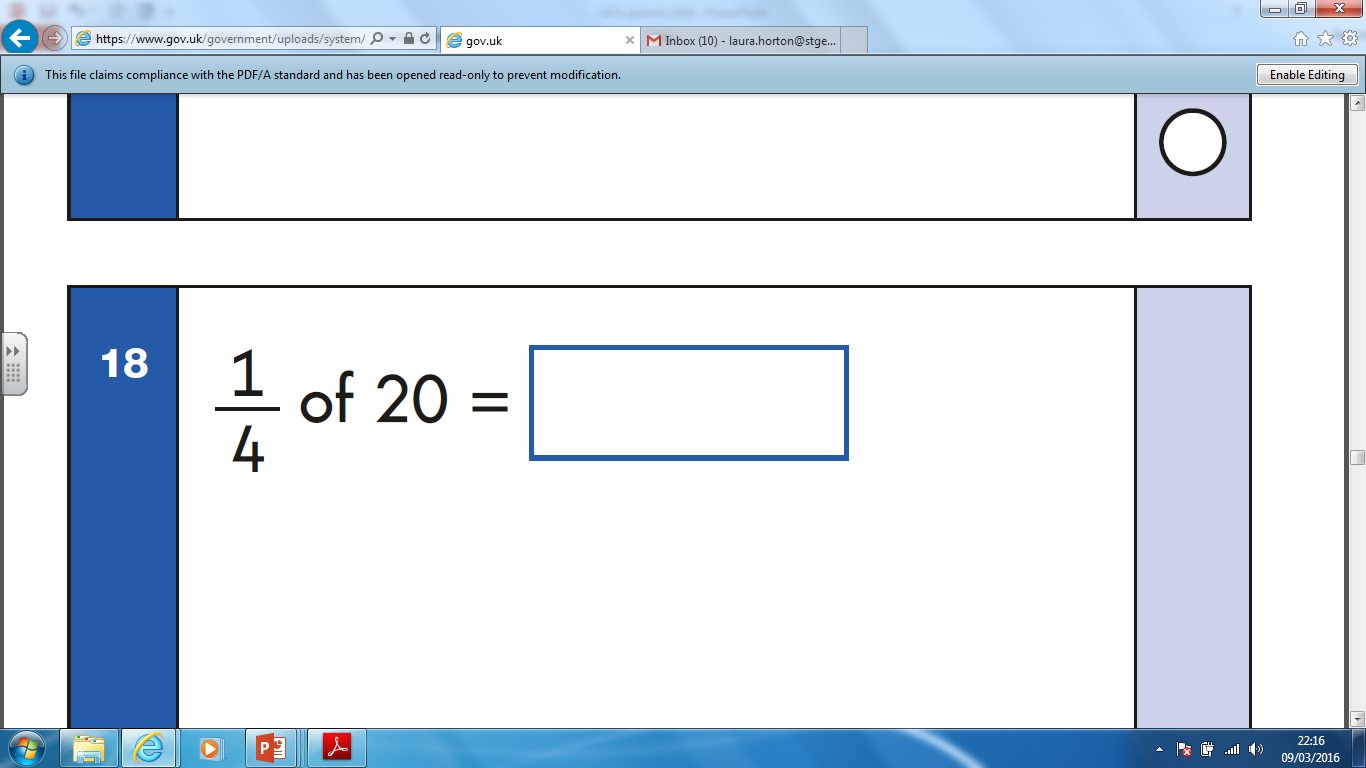 https://www.gov.uk/government/uploads/system/
gov.uk
Inbox (10) - laura.horton@stge...
This file claims compliance with the PDF/A standard and has been opened read-only to prevent modification.
Enable Editing
18
1
4
of 20 =
22:16
09/03/2016